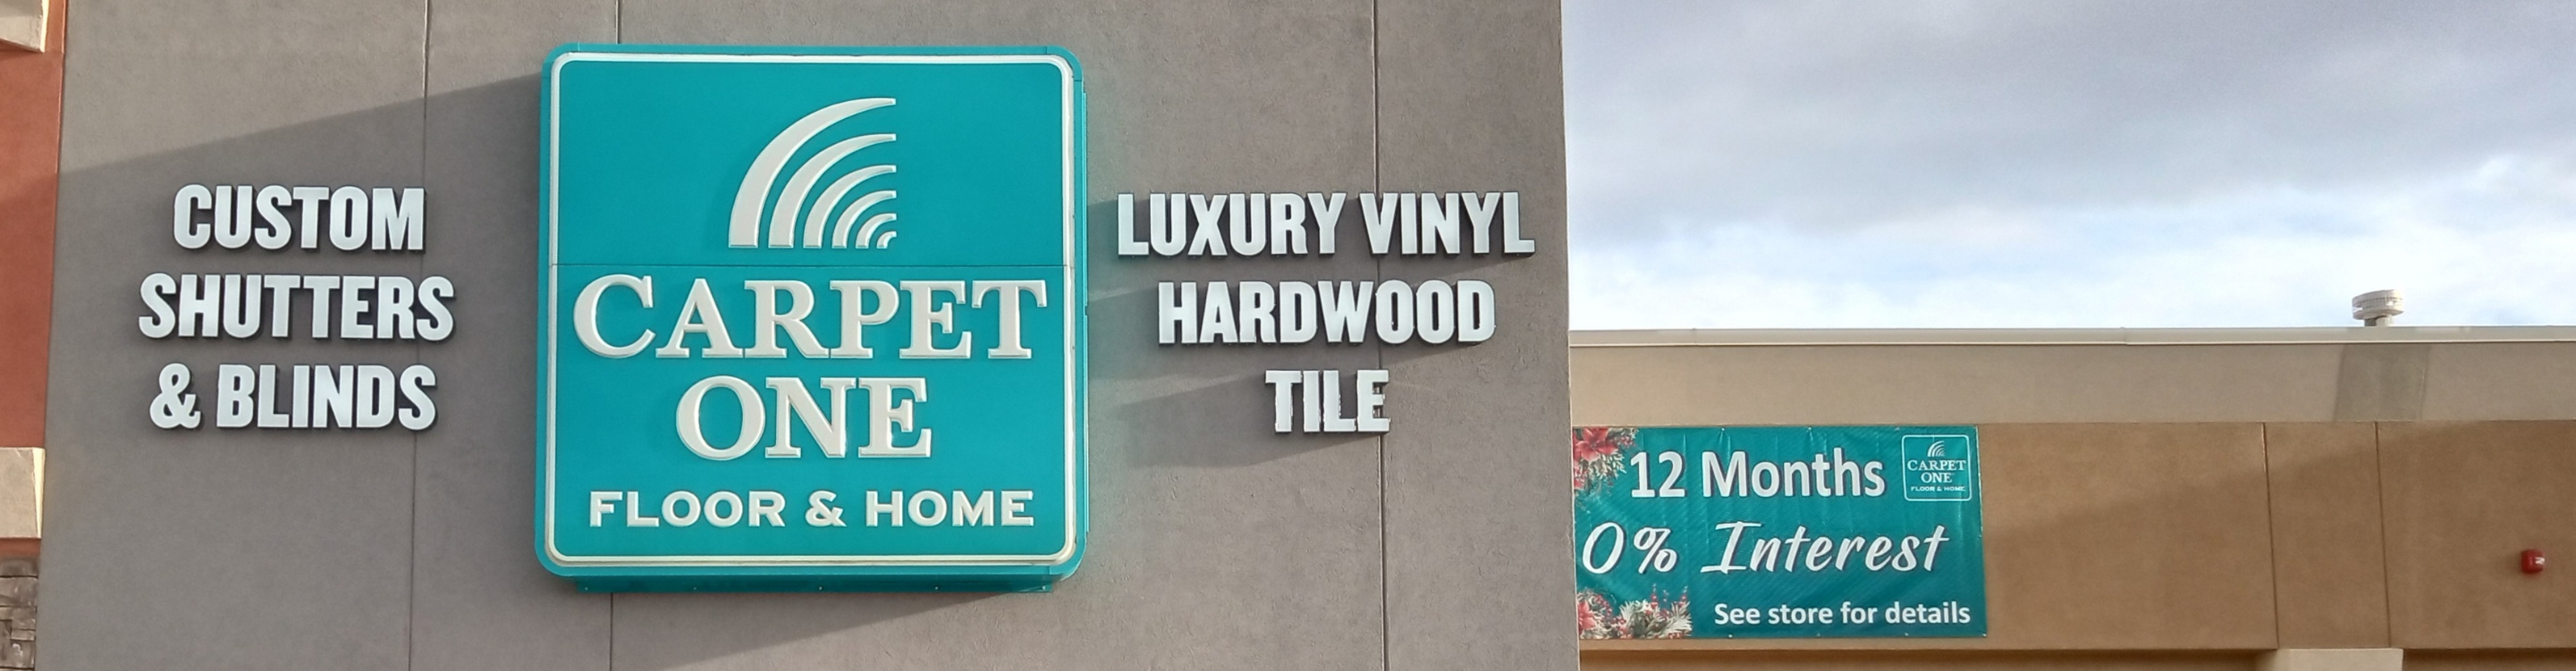 CUSTOM
SHUTTERS
& BLINDS
CARPET
ONE
FLOOR & HOME
LUXURY VINYL
HARDWOOD
TILE
12 Months
0% Interest
See store for details
CARPET
ONE
FLOOR & HOME